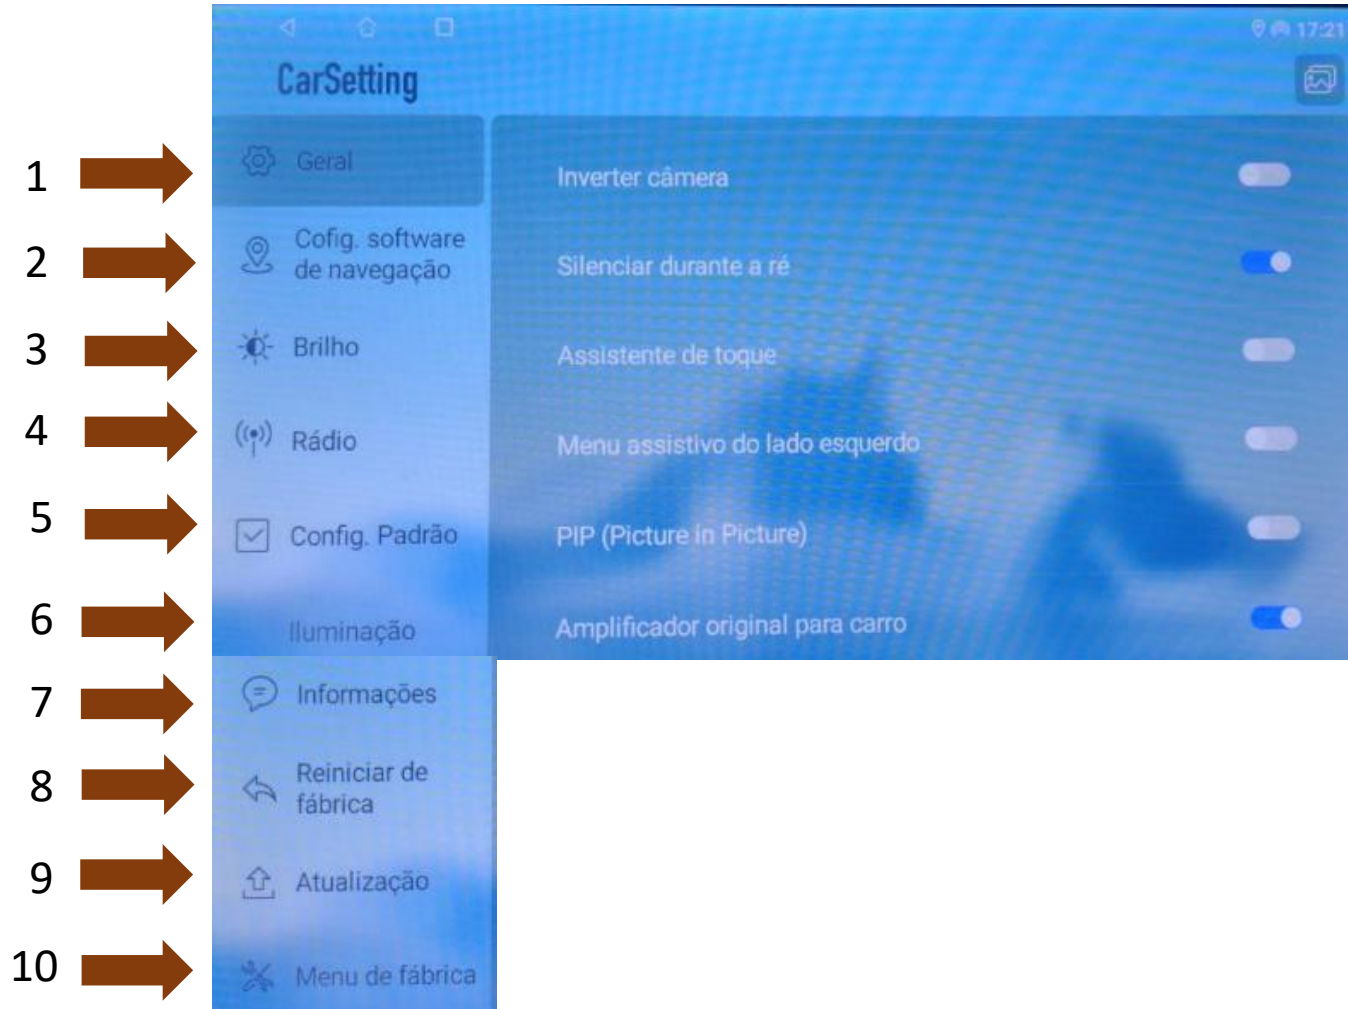 17:21
CarSetting
1
Geral
Inverter câmera
2
Cofig. software
de navegação
Silenciar durante a ré
3
Brilho
Assistente de toque
4
Rádio
Menu assistivo do lado esquerdo
5
Config. Padrão
PIP (Picture in Picture)
6
Iluminação
Amplificador original para carro
7
Informações
8
Reiniciar de
fábrica
9
Atualização
10
Menu de fábrica